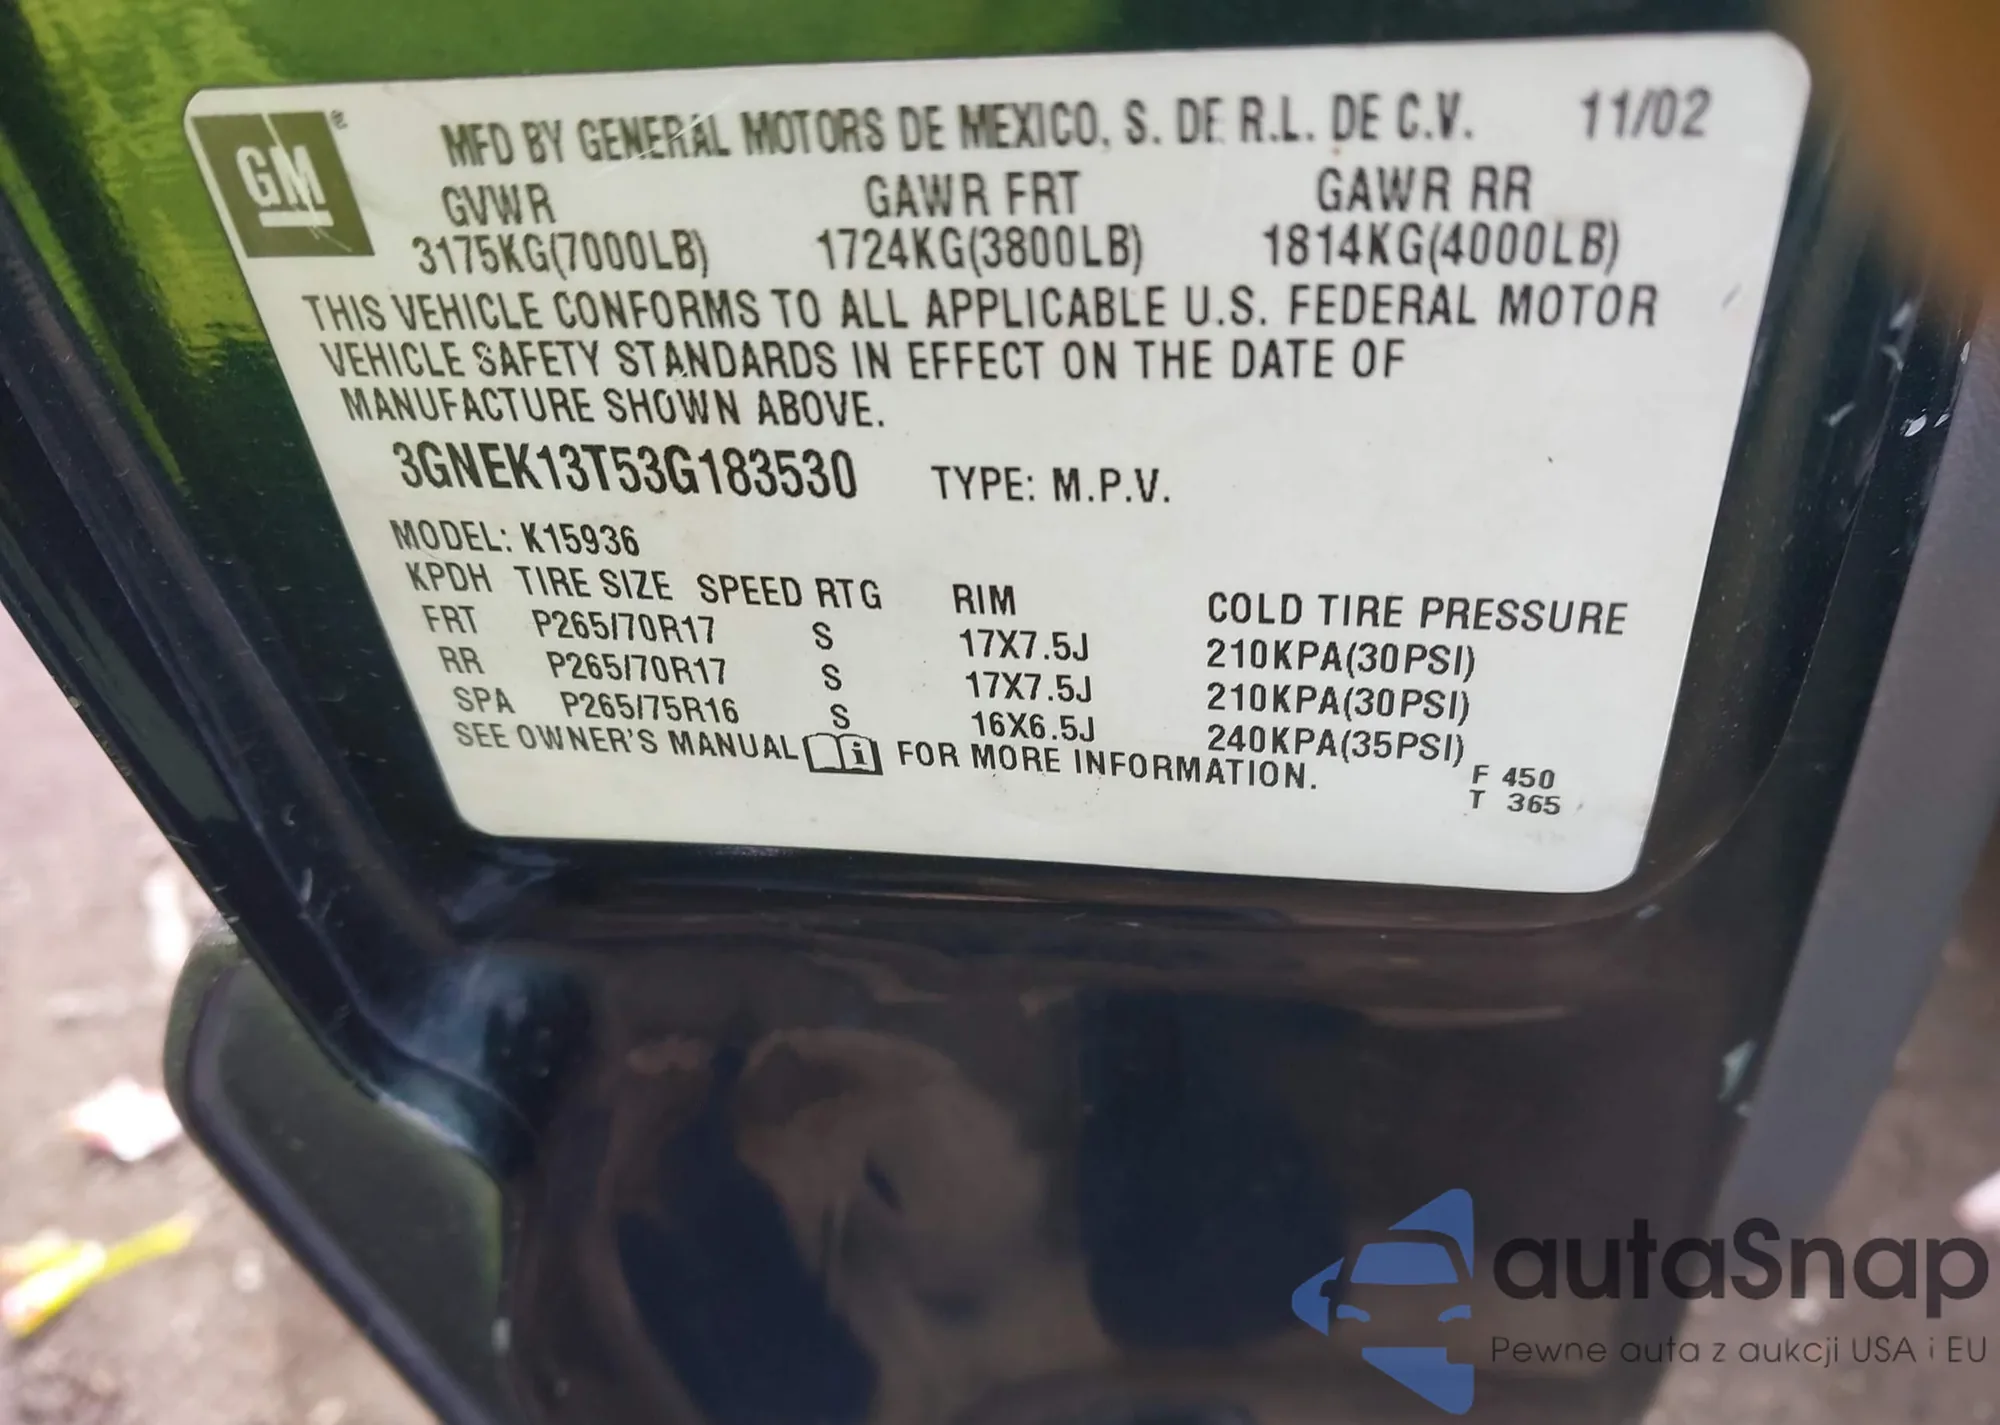 GM ®
MFD BY GENERAL MOTORS DE MEXICO, S. DE R.L. DE C.V. 11/02
GVWR GAWR FRT GAWR RR
3175KG(7000LB) 1724KG(3800LB) 1814KG(4000LB)
THIS VEHICLE CONFORMS TO ALL APPLICABLE U.S. FEDERAL MOTOR
VEHICLE SAFETY STANDARDS IN EFFECT ON THE DATE OF
MANUFACTURE SHOWN ABOVE.
3GNEK13T53G183530 TYPE: M.P.V.
MODEL: K15936
KPDH TIRE SIZE SPEED RTG RIM COLD TIRE PRESSURE
FRT P265/70R17 S 17X7.5J 210KPA(30PSI)
RR P265/70R17 S 17X7.5J 210KPA(30PSI)
SPA P265/75R16 S 16X6.5J 240KPA(35PSI)
SEE OWNER'S MANUAL i FOR MORE INFORMATION.
F 450
T 365
autaSnap
Pewne auta z aukcji USA i EU